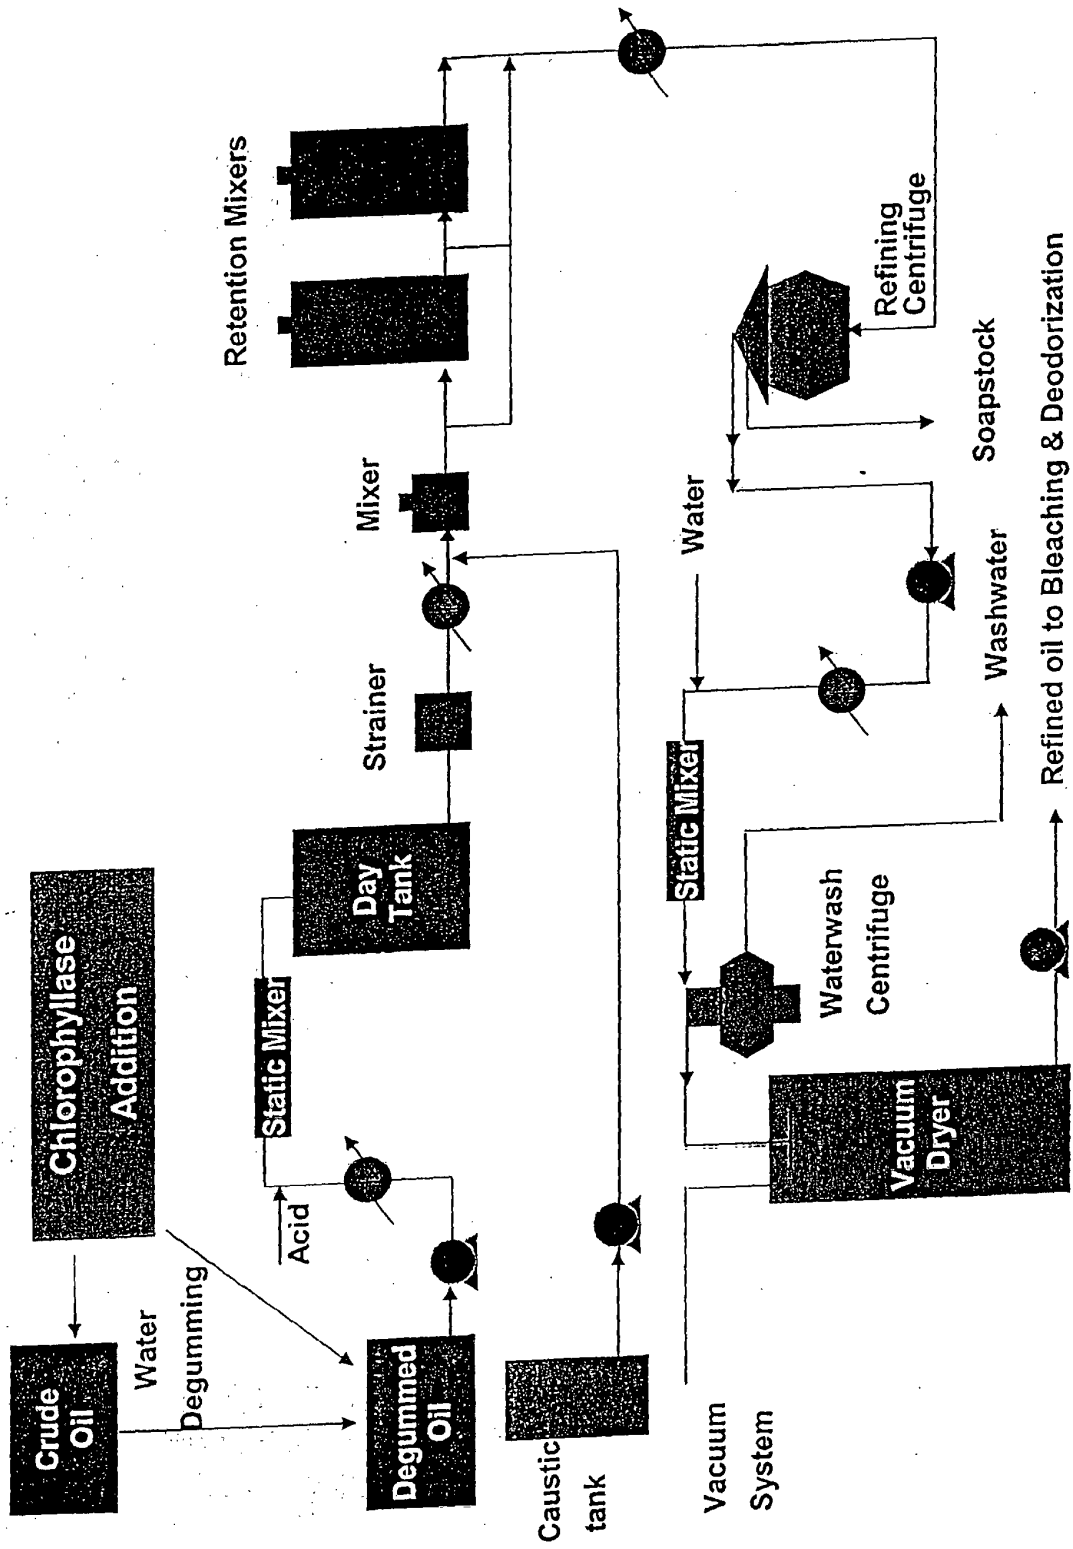 Chlorophyllase
Addition
Crude
Oil
Water
Degumming
Degummed
Oil
Acid
Static Mixer
Day
Tank
Strainer
Mixer
Retention Mixers
Caustic
tank
Vacuum
System
Vacuum
Dryer
Waterwash
Centrifuge
Static Mixer
Water
Washwater
Soapstock
Refining
Centrifuge
Refined oil to Bleaching & Deodorization